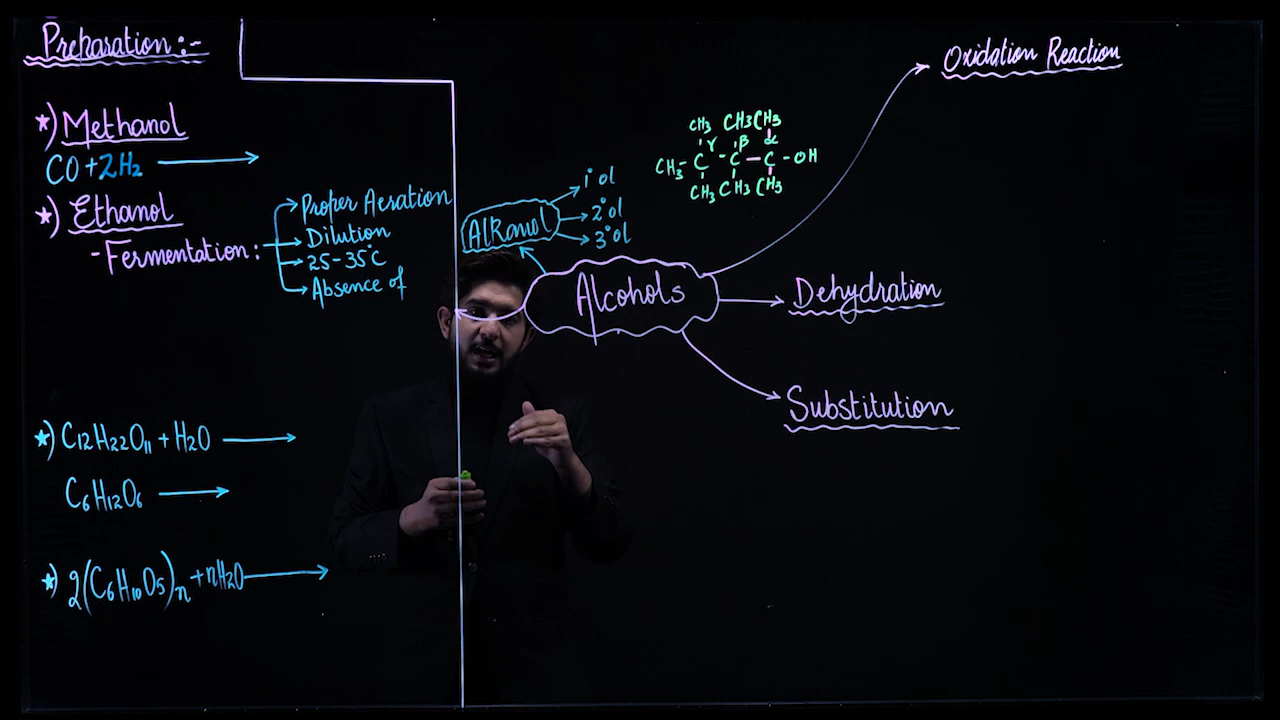 Preparation :-
*) Methanol
CO + 2H₂ →
*) Ethanol
- Fermentation :
→ Proper Aeration
→ Dilution
→ 25-35°C
→ Absence of
*) C₁₂H₂₂O₁₁ + H₂O →
C₆H₁₂O₆ →
*) 2(C₆H₁₀O₅)n + nH₂O →
Alkanol
1° ol
2° ol
3° ol
CH₃ CH₃ CH₃
γ β α
CH₃ - C - C - C - OH
CH₃ CH₃ CH₃
Alcohols
Oxidation Reaction
Dehydration
Substitution